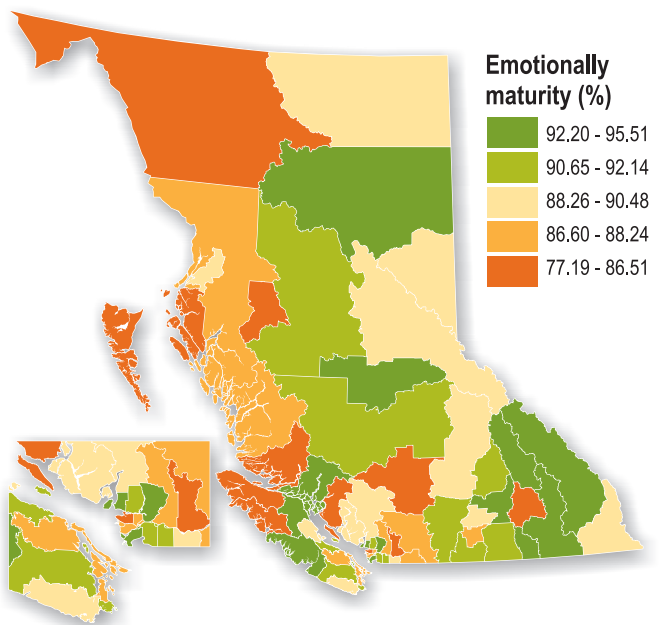 Emotionally
maturity (%)
92.20 - 95.51
90.65 - 92.14
88.26 - 90.48
86.60 - 88.24
77.19 - 86.51